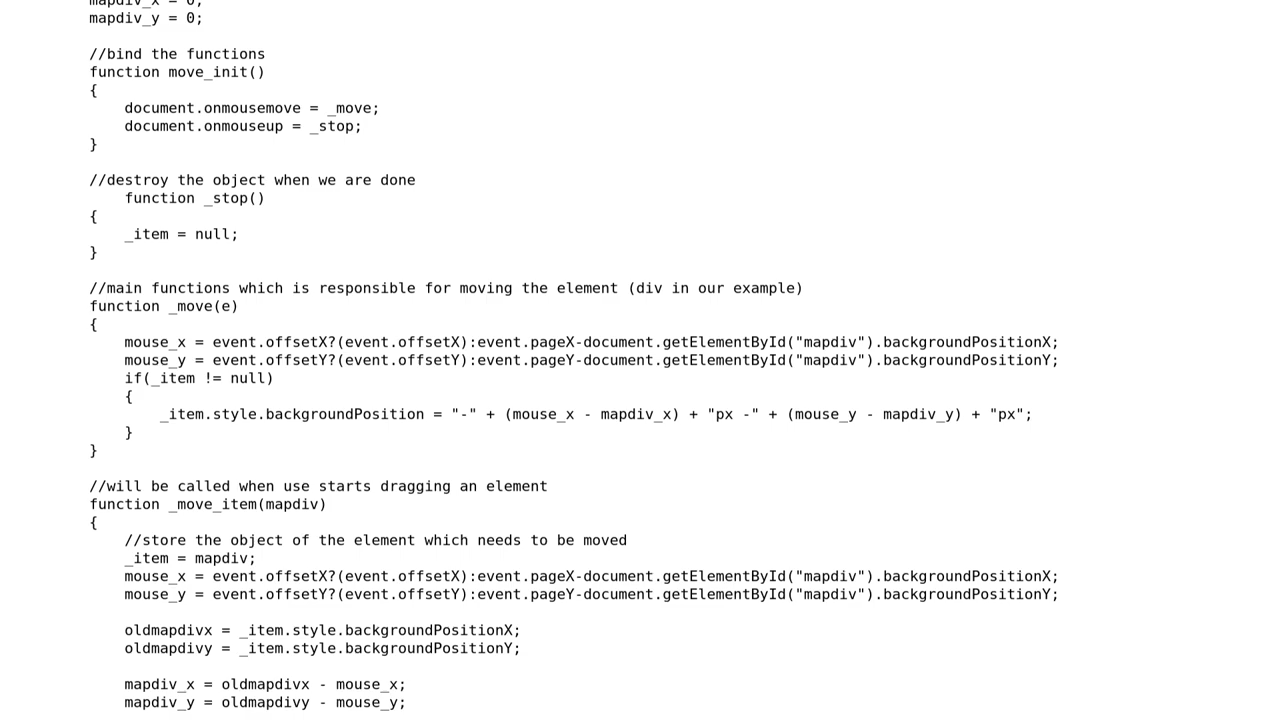 mapdiv_x = 0;
mapdiv_y = 0;

//bind the functions
function move_init()
{
    document.onmousemove = _move;
    document.onmouseup = _stop;
}

//destroy the object when we are done
    function _stop()
{
    _item = null;
}

//main functions which is responsible for moving the element (div in our example)
function _move(e)
{
    mouse_x = event.offsetX?(event.offsetX):event.pageX-document.getElementById("mapdiv").backgroundPositionX;
    mouse_y = event.offsetY?(event.offsetY):event.pageY-document.getElementById("mapdiv").backgroundPositionY;
    if(_item != null)
    {
        _item.style.backgroundPosition = "-" + (mouse_x - mapdiv_x) + "px -" + (mouse_y - mapdiv_y) + "px";
    }
}

//will be called when use starts dragging an element
function _move_item(mapdiv)
{
    //store the object of the element which needs to be moved
    _item = mapdiv;
    mouse_x = event.offsetX?(event.offsetX):event.pageX-document.getElementById("mapdiv").backgroundPositionX;
    mouse_y = event.offsetY?(event.offsetY):event.pageY-document.getElementById("mapdiv").backgroundPositionY;

    oldmapdivx = _item.style.backgroundPositionX;
    oldmapdivy = _item.style.backgroundPositionY;

    mapdiv_x = oldmapdivx - mouse_x;
    mapdiv_y = oldmapdivy - mouse_y;